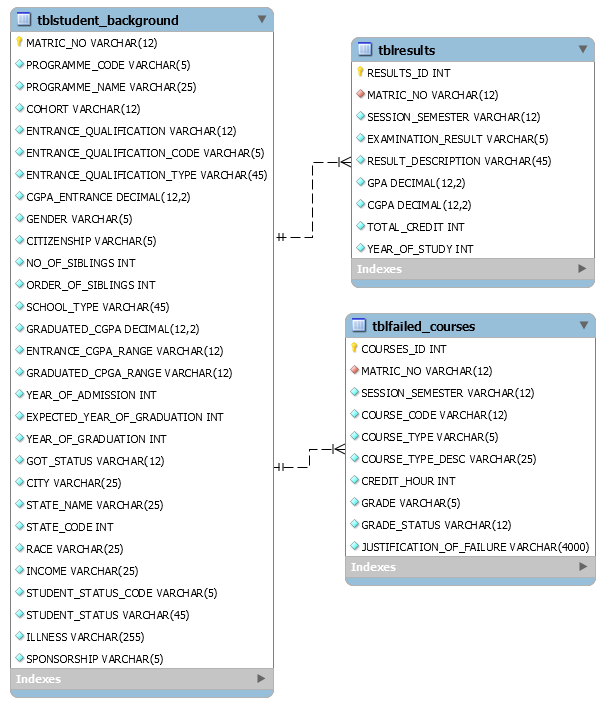 tblstudent_background
MATRIC_NO VARCHAR(12)
PROGRAMME_CODE VARCHAR(5)
PROGRAMME_NAME VARCHAR(25)
COHORT VARCHAR(12)
ENTRANCE_QUALIFICATION VARCHAR(12)
ENTRANCE_QUALIFICATION_CODE VARCHAR(5)
ENTRANCE_QUALIFICATION_TYPE VARCHAR(45)
CGPA_ENTRANCE DECIMAL(12,2)
GENDER VARCHAR(5)
CITIZENSHIP VARCHAR(5)
NO_OF_SIBLINGS INT
ORDER_OF_SIBLINGS INT
SCHOOL_TYPE VARCHAR(45)
GRADUATED_CGPA DECIMAL(12,2)
ENTRANCE_CGPA_RANGE VARCHAR(12)
GRADUATED_CPGA_RANGE VARCHAR(12)
YEAR_OF_ADMISSION INT
EXPECTED_YEAR_OF_GRADUATION INT
YEAR_OF_GRADUATION INT
GOT_STATUS VARCHAR(12)
CITY VARCHAR(25)
STATE_NAME VARCHAR(25)
STATE_CODE INT
RACE VARCHAR(25)
INCOME VARCHAR(25)
STUDENT_STATUS_CODE VARCHAR(5)
STUDENT_STATUS VARCHAR(45)
ILLNESS VARCHAR(255)
SPONSORSHIP VARCHAR(5)
Indexes
tblresults
RESULTS_ID INT
MATRIC_NO VARCHAR(12)
SESSION_SEMESTER VARCHAR(12)
EXAMINATION_RESULT VARCHAR(5)
RESULT_DESCRIPTION VARCHAR(45)
GPA DECIMAL(12,2)
CGPA DECIMAL(12,2)
TOTAL_CREDIT INT
YEAR_OF_STUDY INT
Indexes
tblfailed_courses
COURSES_ID INT
MATRIC_NO VARCHAR(12)
SESSION_SEMESTER VARCHAR(12)
COURSE_CODE VARCHAR(12)
COURSE_TYPE VARCHAR(5)
COURSE_TYPE_DESC VARCHAR(25)
CREDIT_HOUR INT
GRADE VARCHAR(5)
GRADE_STATUS VARCHAR(12)
JUSTIFICATION_OF_FAILURE VARCHAR(4000)
Indexes